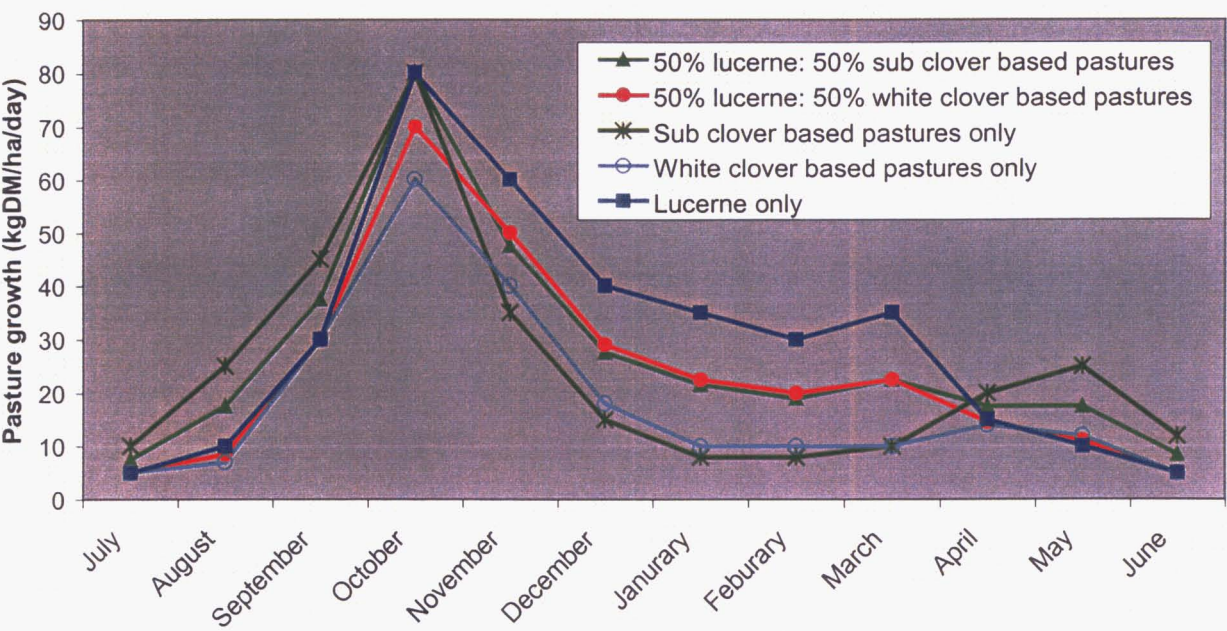 Pasture growth (kgDM/ha/day)
90
80
70
60
50
40
30
20
10
0
50% lucerne: 50% sub clover based pastures
50% lucerne: 50% white clover based pastures
Sub clover based pastures only
White clover based pastures only
Lucerne only
July
August
September
October
November
December
Janurary
Feburary
March
April
May
June